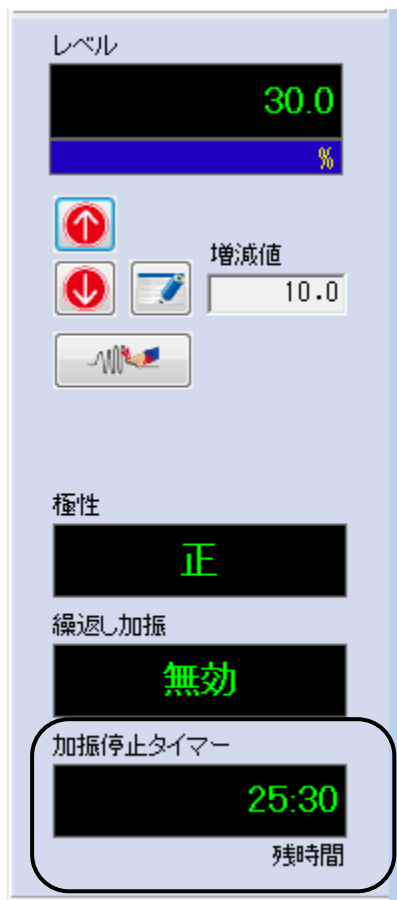 レベル
30.0
%
増減値
10.0
極性
正
繰返し加振
無効
加振停止タイマー
25:30
残時間